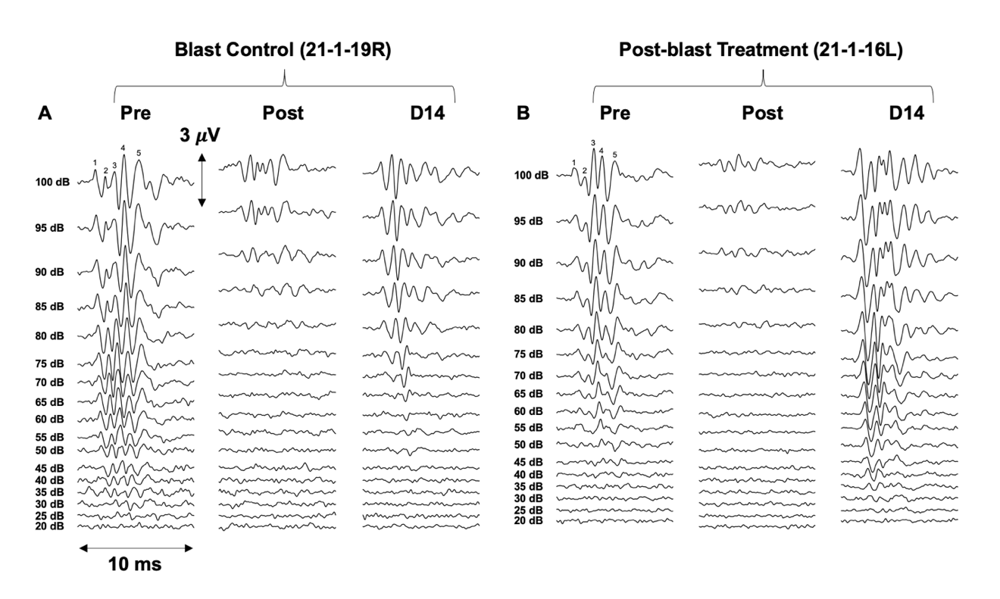 Blast Control (21-1-19R)
Post-blast Treatment (21-1-16L)
A
Pre
Post
D14
B
Pre
Post
D14
3 μV
1
2
3
4
5
1
2
3
4
5
100 dB
95 dB
90 dB
85 dB
80 dB
75 dB
70 dB
65 dB
60 dB
55 dB
50 dB
45 dB
40 dB
35 dB
30 dB
25 dB
20 dB
100 dB
95 dB
90 dB
85 dB
80 dB
75 dB
70 dB
65 dB
60 dB
55 dB
50 dB
45 dB
40 dB
35 dB
30 dB
25 dB
20 dB
10 ms